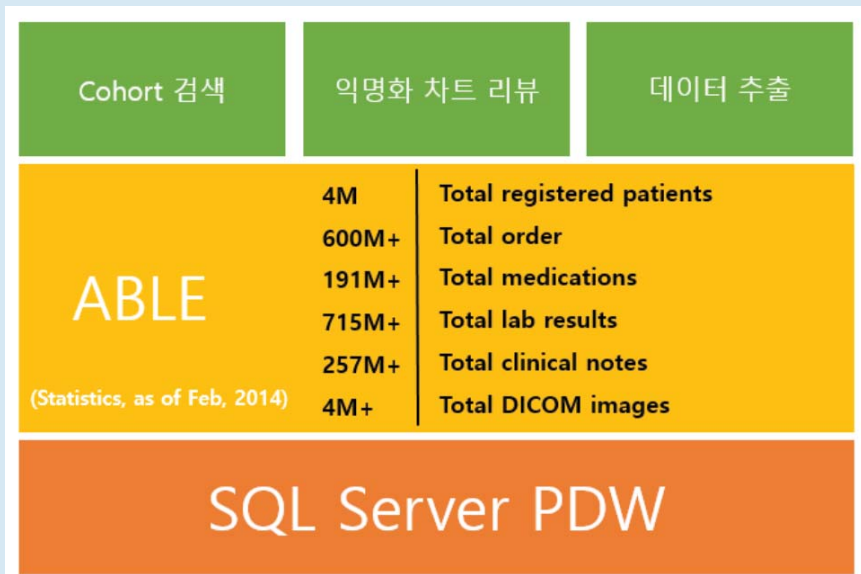 Cohort 검색
익명화 차트 리뷰
데이터 추출
ABLE
(Statistics, as of Feb, 2014)
4M Total registered patients
600M+ Total order
191M+ Total medications
715M+ Total lab results
257M+ Total clinical notes
4M+ Total DICOM images
SQL Server PDW